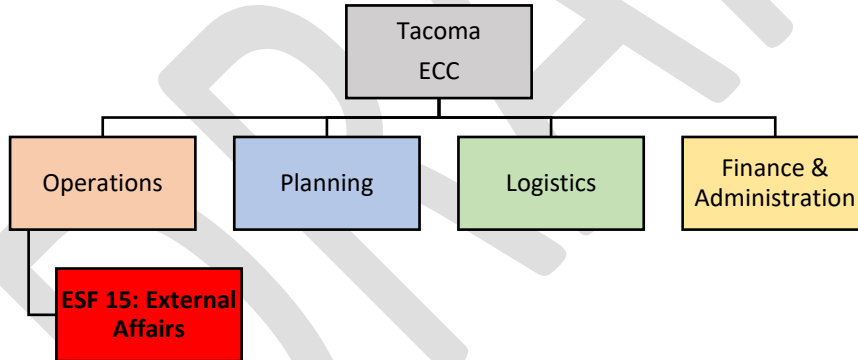 Tacoma
ECC
Operations
Planning
Logistics
Finance &
Administration
ESF 15: External
Affairs